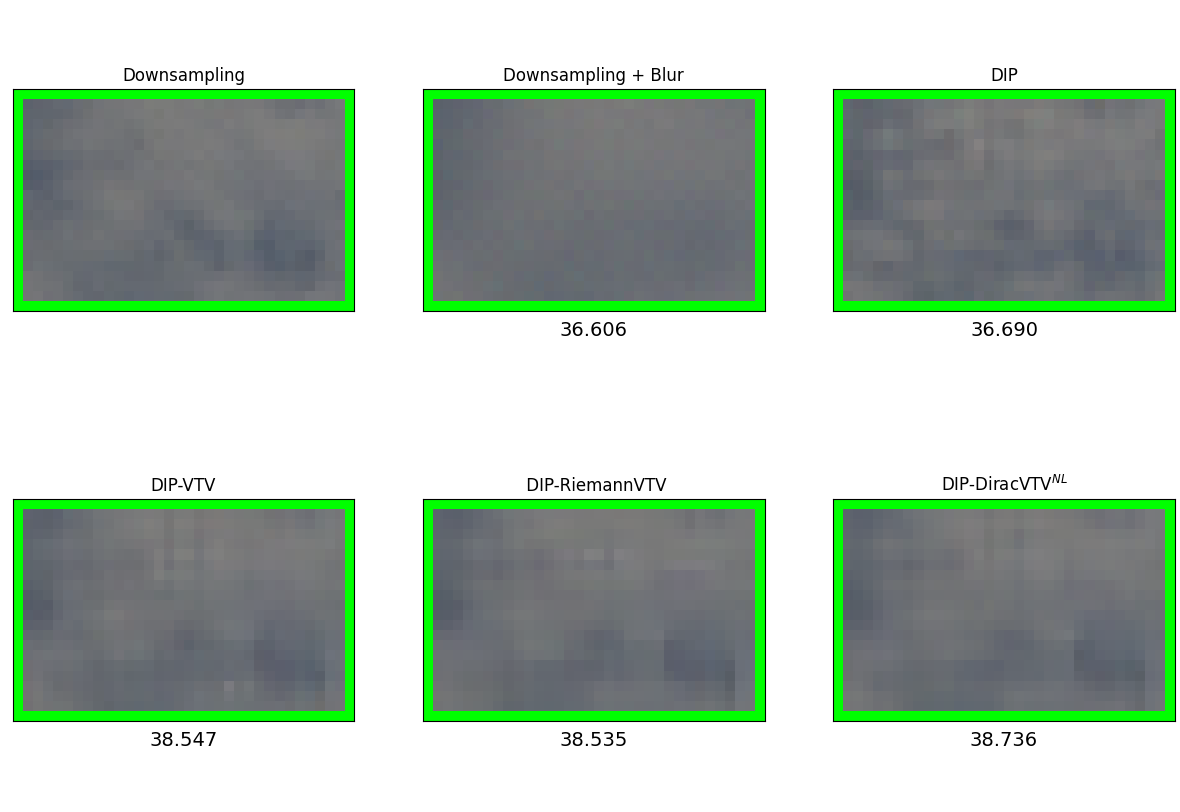 Downsampling
Downsampling + Blur
DIP
36.606
36.690
DIP-VTV
DIP-RiemannVTV
DIP-DiracVTV^{NL}
38.547
38.535
38.736